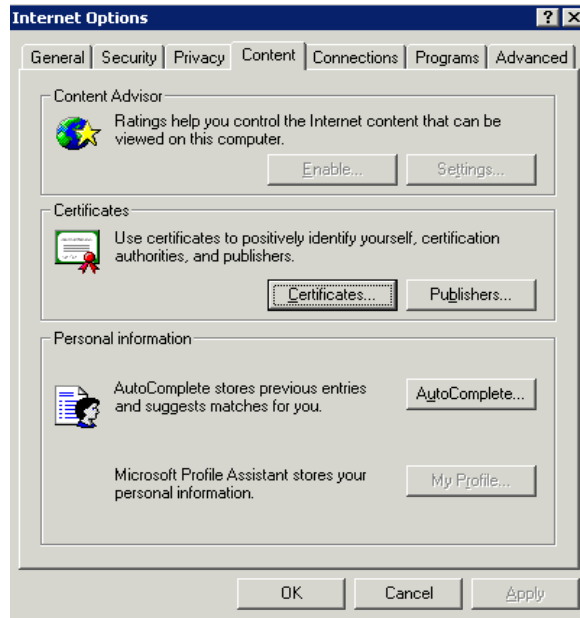 Internet Options
General Security Privacy Content Connections Programs Advanced
Content Advisor
Ratings help you control the Internet content that can be
viewed on this computer.
Enable... Settings...
Certificates
Use certificates to positively identify yourself, certification
authorities, and publishers.
Certificates... Publishers...
Personal information
AutoComplete stores previous entries
and suggests matches for you.
AutoComplete...
Microsoft Profile Assistant stores your
personal information.
My Profile...
OK Cancel Apply